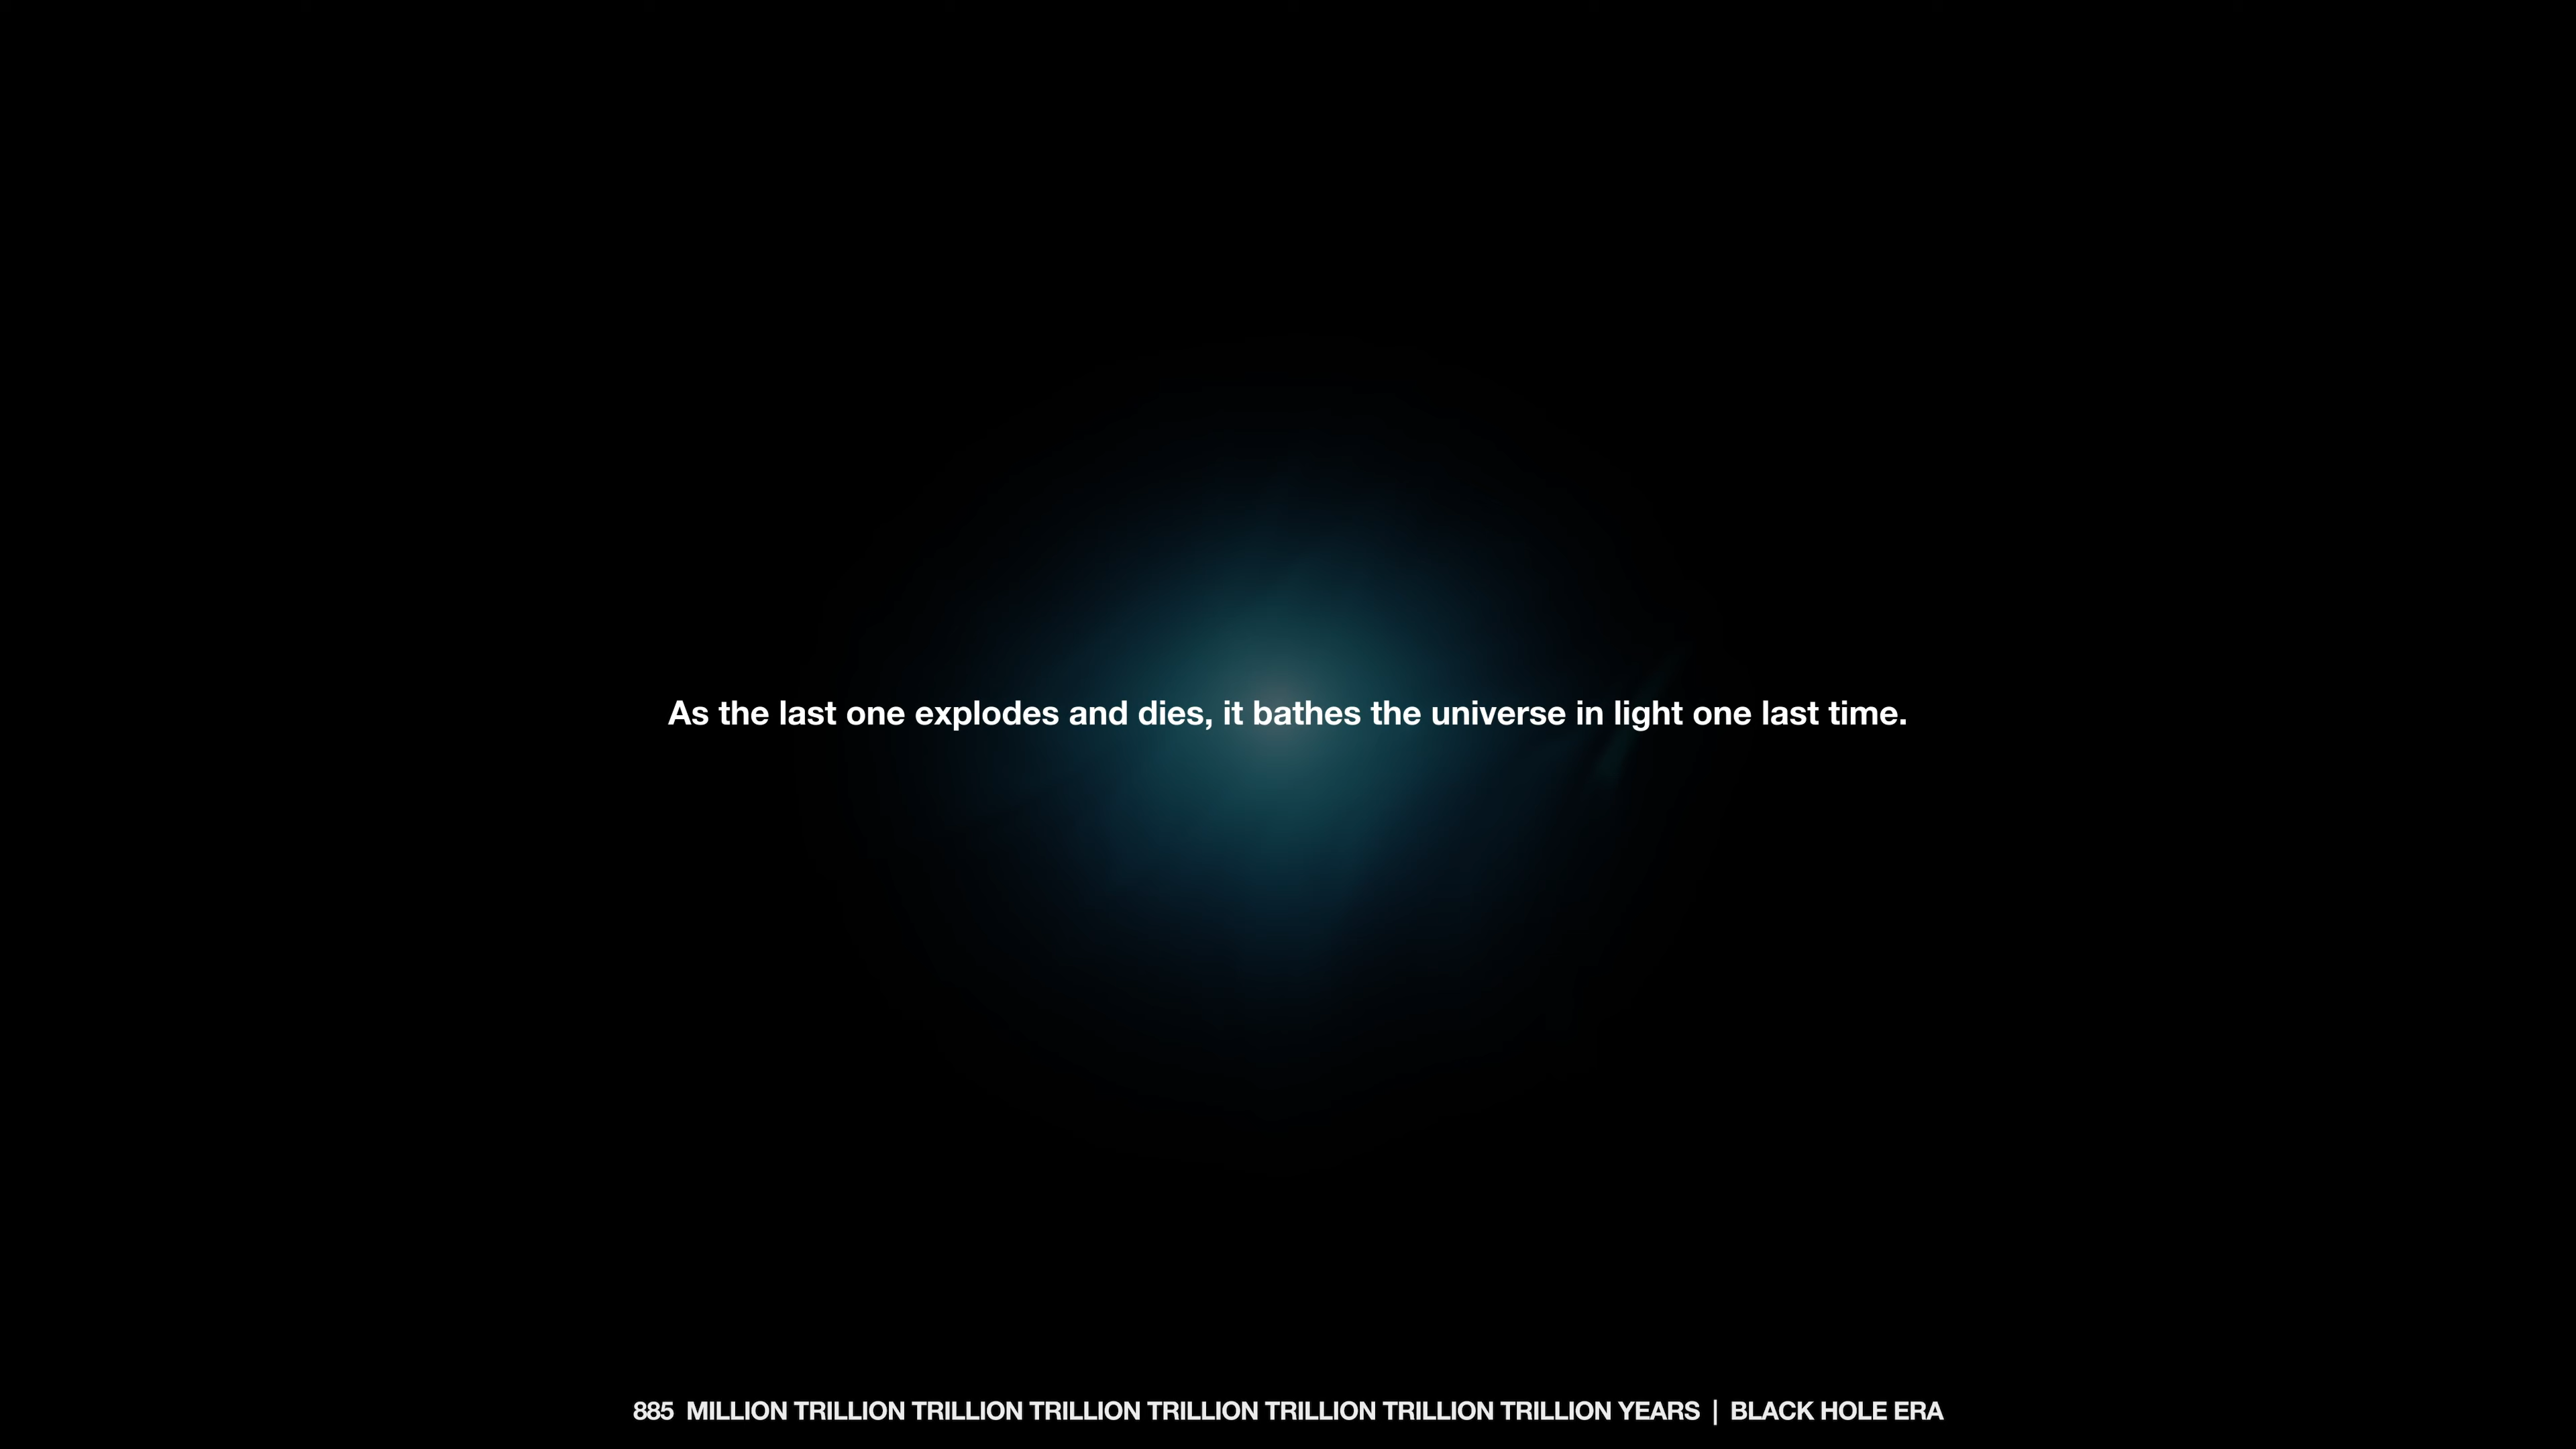 As the last one explodes and dies, it bathes the universe in light one last time.
885 MILLION TRILLION TRILLION TRILLION TRILLION TRILLION TRILLION TRILLION YEARS | BLACK HOLE ERA